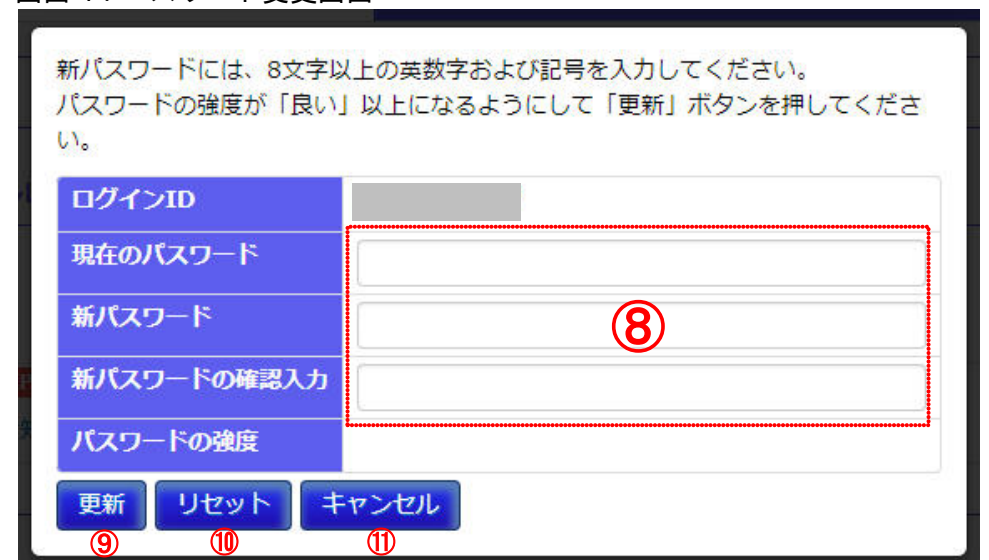 新パスワードには、8文字以上の英数字および記号を入力してください。
パスワードの強度が「良い」以上になるようにして「更新」ボタンを押してくださ
い。
ログインID
現在のパスワード
新パスワード
⑧
新パスワードの確認入力
パスワードの強度
更新 リセット キャンセル
⑨ ⑩ ⑪